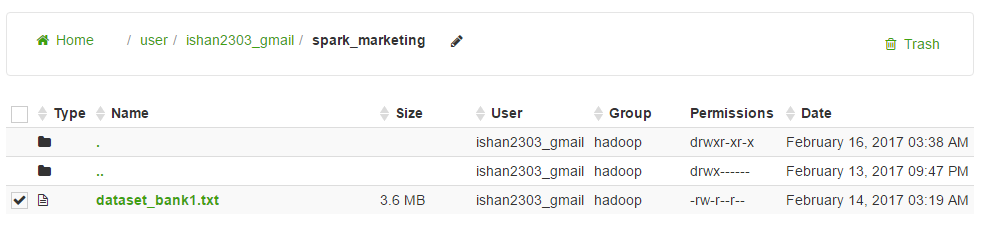 Home / user / ishan2303_gmail / spark_marketing Trash
Type Name Size User Group Permissions Date
. ishan2303_gmail hadoop drwxr-xr-x February 16, 2017 03:38 AM
.. ishan2303_gmail hadoop drwx------ February 13, 2017 09:47 PM
dataset_bank1.txt 3.6 MB ishan2303_gmail hadoop -rw-r--r-- February 14, 2017 03:19 AM